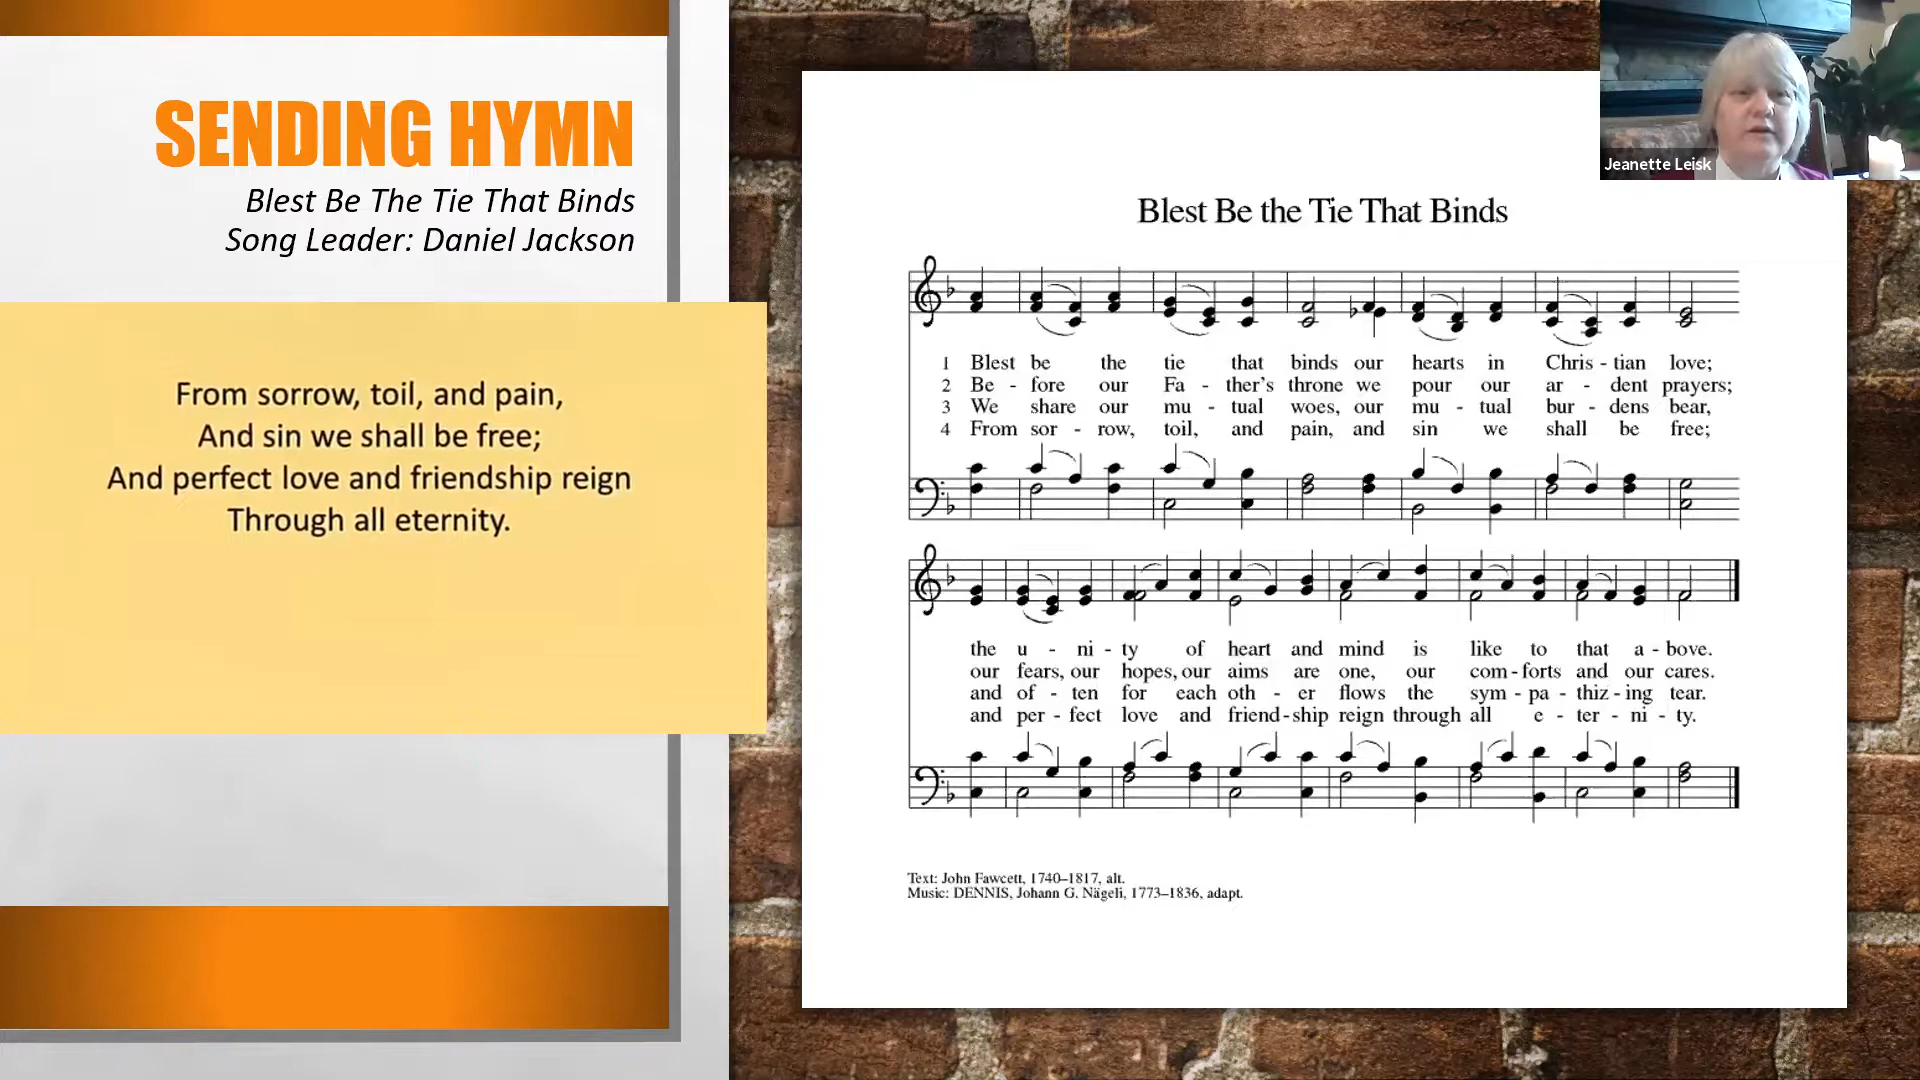 SENDING HYMN
Blest Be The Tie That Binds
Song Leader: Daniel Jackson
From sorrow, toil, and pain,
And sin we shall be free;
And perfect love and friendship reign
Through all eternity.
Jeanette Leisk
Blest Be the Tie That Binds
1 Blest be the tie that binds our hearts in Chris - tian love;
2 Be - fore our Fa - ther's throne we pour our ar - dent prayers;
3 We share our mu - tual woes, our mu - tual bur - dens bear,
4 From sor - row, toil, and pain, and sin we shall be free;
the u - ni - ty of heart and mind is like to that a - bove.
our fears, our hopes, our aims are one, our com - forts and our cares.
and of - ten for each oth - er flows the sym - pa - thiz - ing tear.
and per - fect love and friend - ship reign through all e - ter - ni - ty.
Text: John Fawcett, 1740–1817, alt.
Music: DENNIS, Johann G. Nägeli, 1773–1836, adapt.